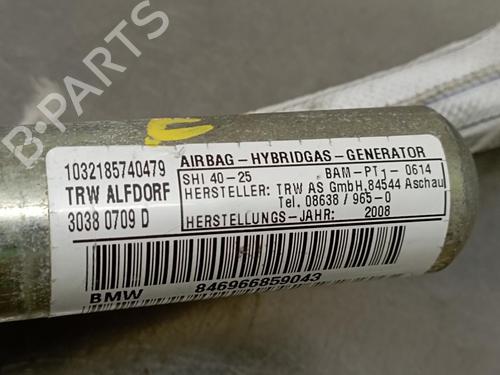 B-PARTS
1032185740479
TRW ALFDORF
3038 0709 D
AIRBAG-HYBRIDGAS-GENERATOR
SHI 40-25 BAM-PT1-0614
HERSTELLER: TRW AS GmbH, 84544 Aschau
Tel. 08638/965-0
HERSTELLUNGS-JAHR: 2008
BMW 846966859043